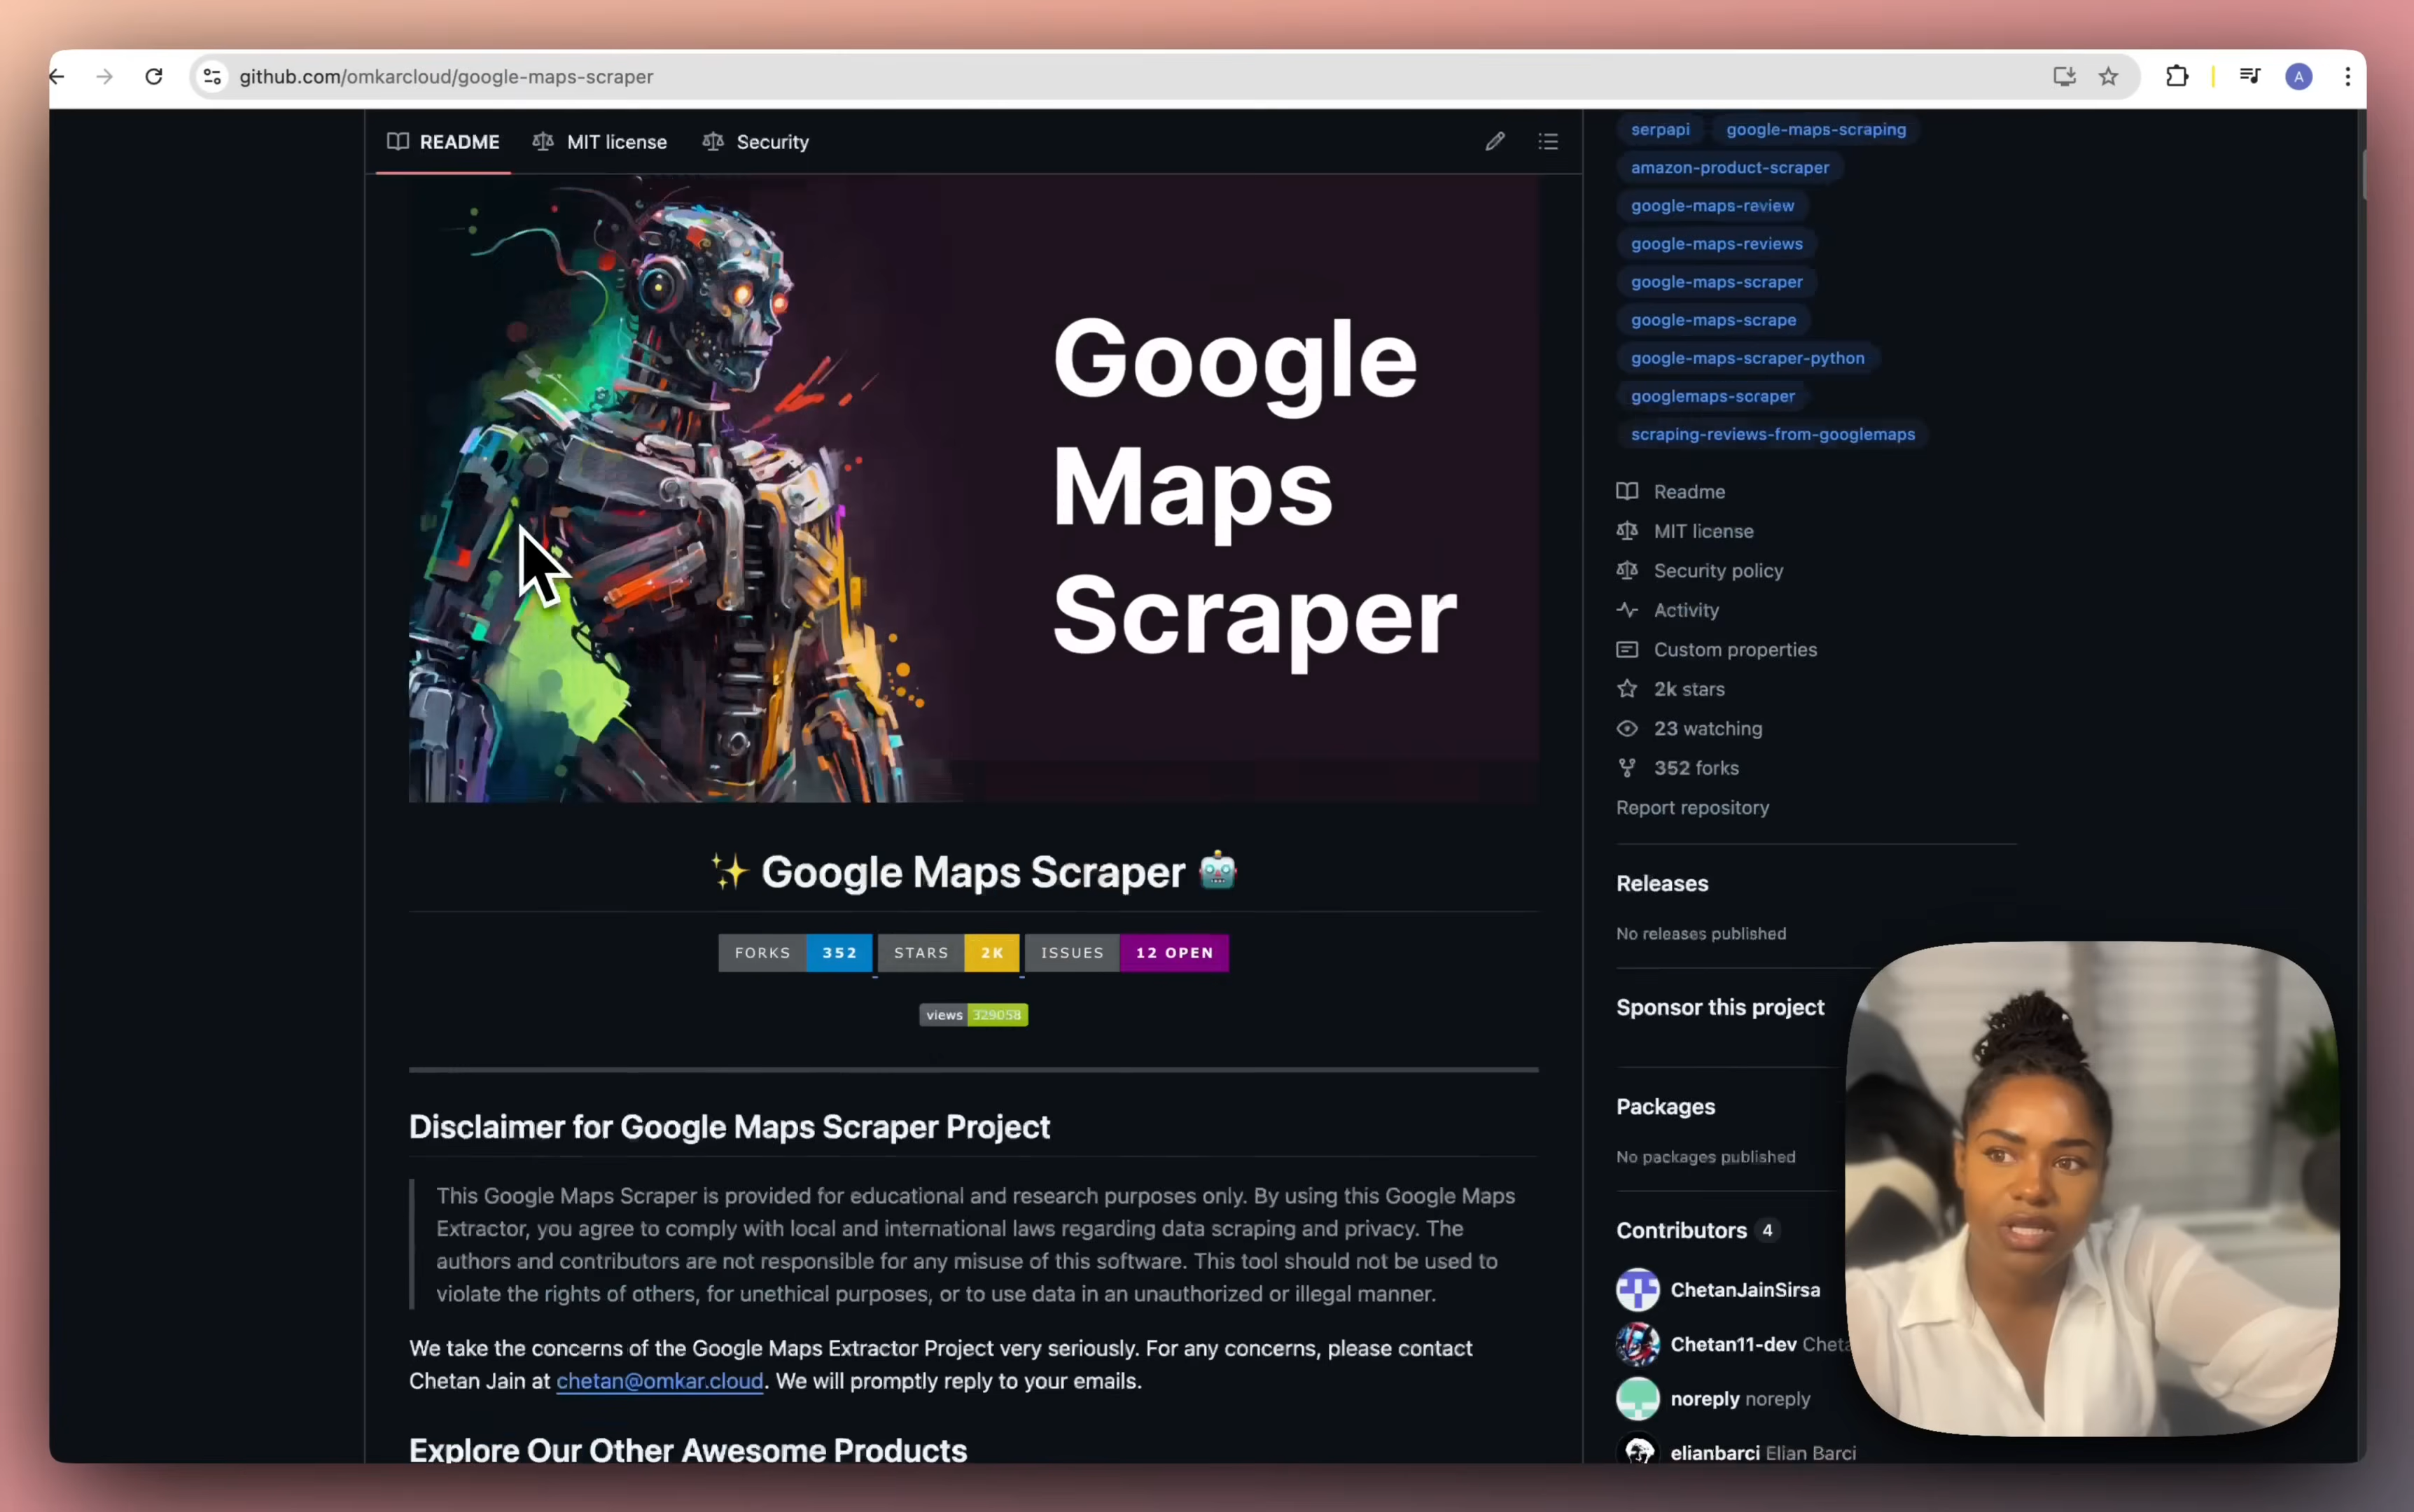 github.com/omkarcloud/google-maps-scraper
A
README
MIT license
Security
Google
Maps
Scraper
✨ Google Maps Scraper 🤖
FORKS 352 STARS 2K ISSUES 12 OPEN
views 329058
Disclaimer for Google Maps Scraper Project
This Google Maps Scraper is provided for educational and research purposes only. By using this Google Maps
Extractor, you agree to comply with local and international laws regarding data scraping and privacy. The
authors and contributors are not responsible for any misuse of this software. This tool should not be used to
violate the rights of others, for unethical purposes, or to use data in an unauthorized or illegal manner.
We take the concerns of the Google Maps Extractor Project very seriously. For any concerns, please contact
Chetan Jain at chetan@omkar.cloud. We will promptly reply to your emails.
Explore Our Other Awesome Products
serpapi google-maps-scraping
amazon-product-scraper
google-maps-review
google-maps-reviews
google-maps-scraper
google-maps-scrape
google-maps-scraper-python
googlemaps-scraper
scraping-reviews-from-googlemaps
Readme
MIT license
Security policy
Activity
Custom properties
2k stars
23 watching
352 forks
Report repository
Releases
No releases published
Sponsor this project
Packages
No packages published
Contributors 4
ChetanJainSirsa
Chetan11-dev
noreply noreply
elianbarci Elian Barci